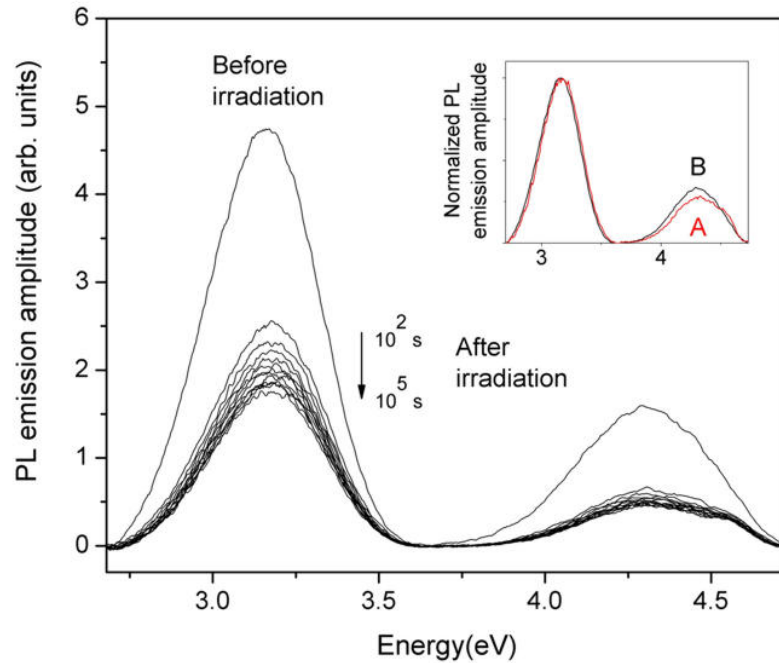 6
5
4
3
2
1
0
PL emission amplitude (arb. units)
Before
irradiation
10² s
10⁵ s
After
irradiation
3.0
3.5
4.0
4.5
Energy(eV)
Normalized PL
emission amplitude
B
A
3
4